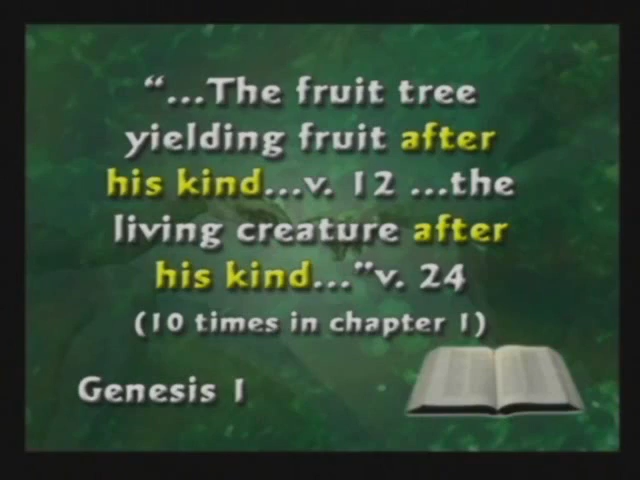 “...The fruit tree
yielding fruit after
his kind...v. 12 ...the
living creature after
his kind...”v. 24
(10 times in chapter 1)
Genesis 1